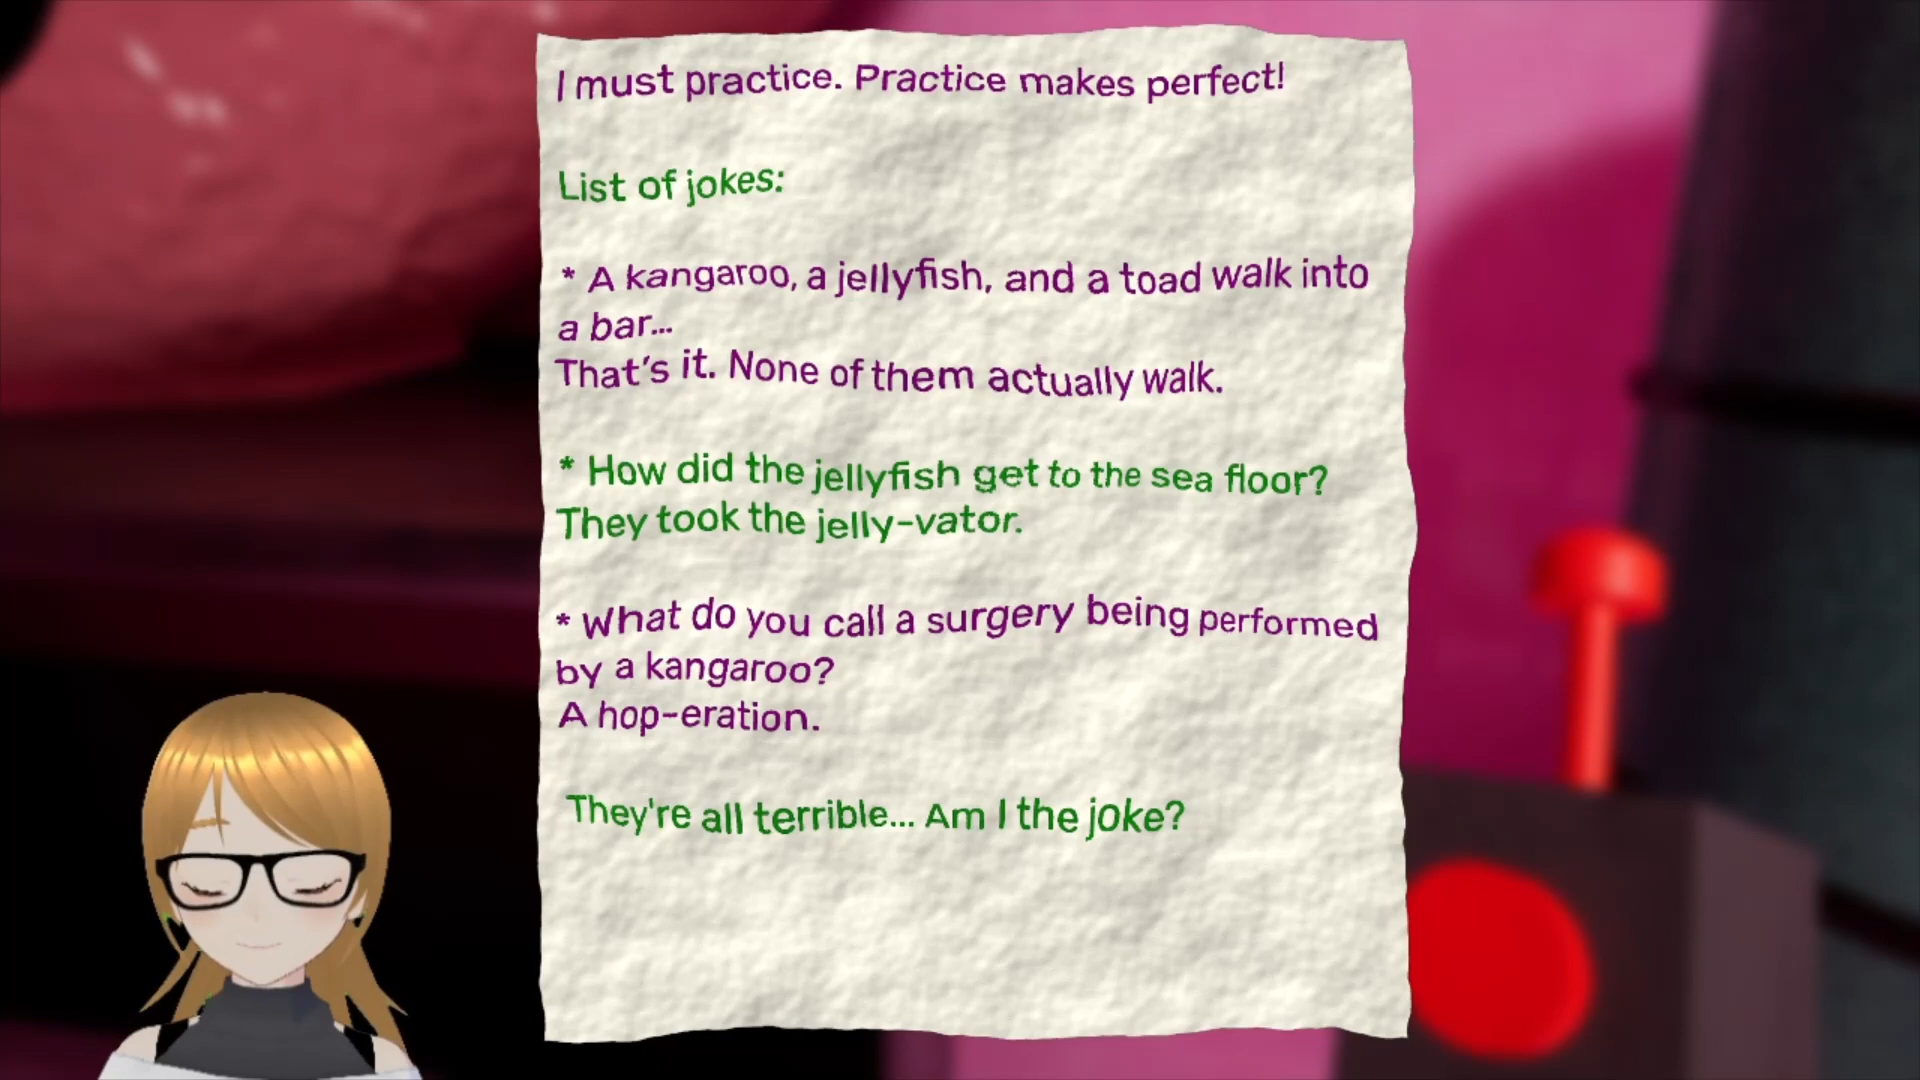 I must practice. Practice makes perfect!
List of jokes:
* A kangaroo, a jellyfish, and a toad walk into
a bar...
That's it. None of them actually walk.
* How did the jellyfish get to the sea floor?
They took the jelly-vator.
* What do you call a surgery being performed
by a kangaroo?
A hop-eration.
They're all terrible... Am I the joke?